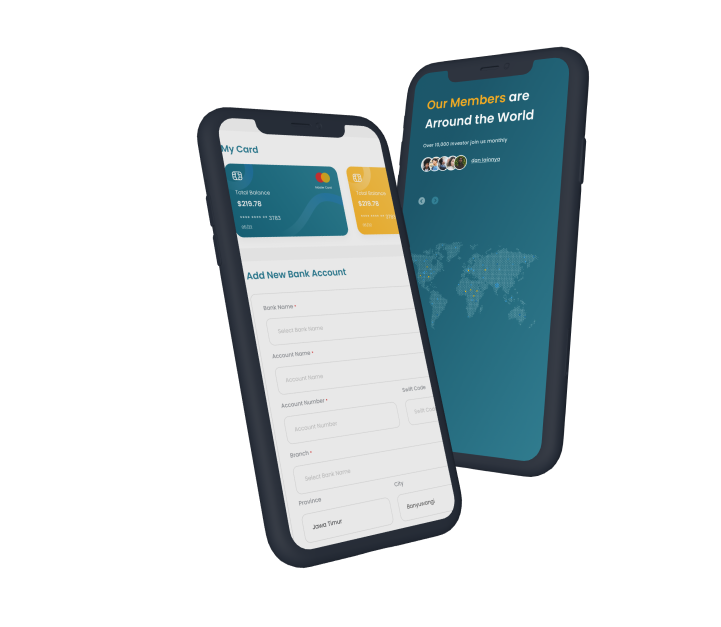 My Card
Total Balance
$219.78
**** **** ** 3783
Total Balance
$219.78
Add New Bank Account
Bank Name *
Select Bank Name
Account Name *
Account Name
Account Number *
Swift Code
Account Number
Branch *
Select Bank Name
Province
City
Jawa Timur
Banyuwangi
Our Members are
Arround the World
Over 10,000 investor join us monthly
dan lainnya